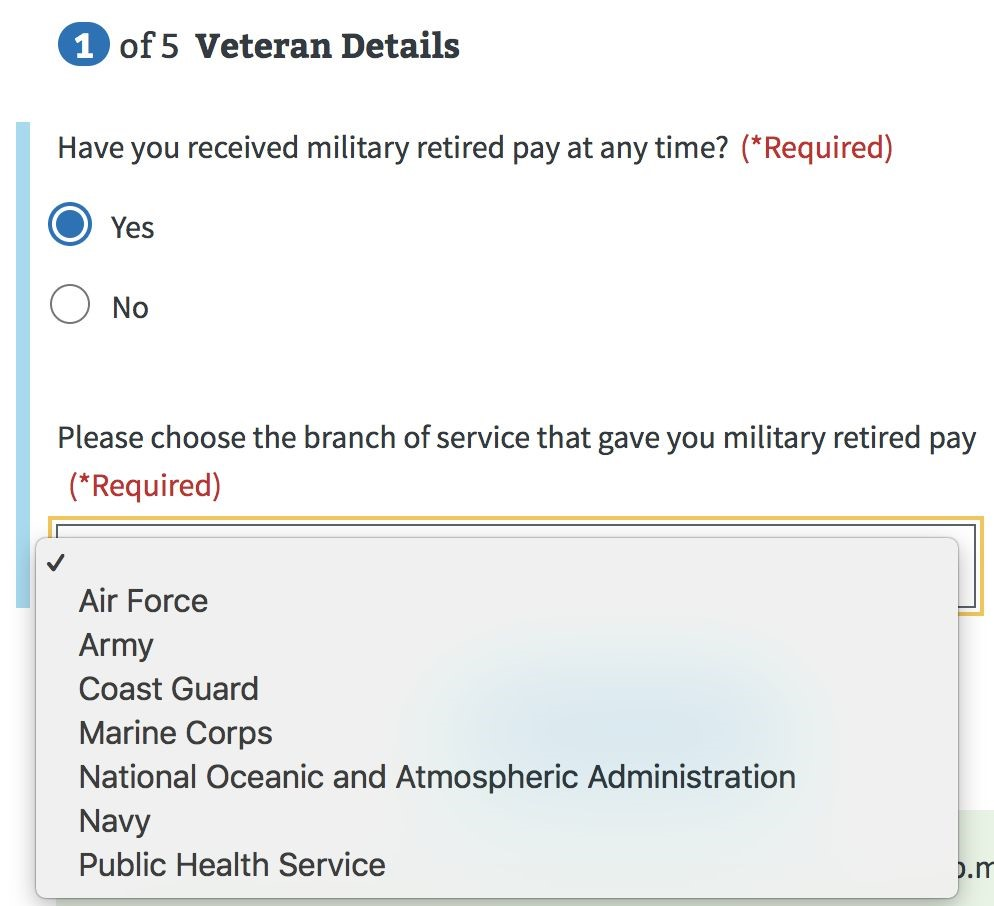 1 of 5 Veteran Details
Have you received military retired pay at any time? (*Required)
Yes
No
Please choose the branch of service that gave you military retired pay
(*Required)
✓
Air Force
Army
Coast Guard
Marine Corps
National Oceanic and Atmospheric Administration
Navy
Public Health Service